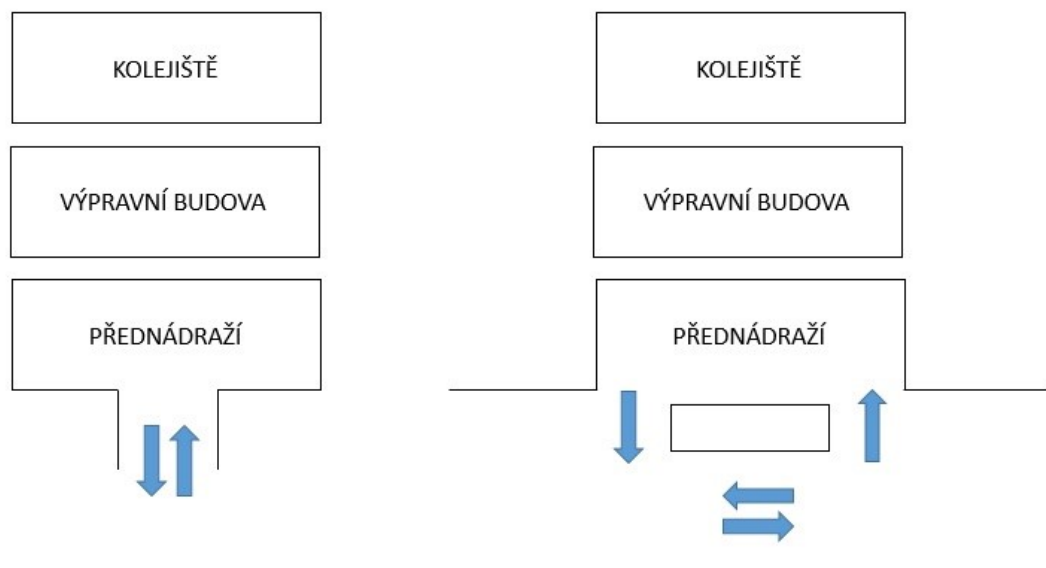 KOLEJIŠTĚ
VÝPRAVNÍ BUDOVA
PŘEDNÁDRAŽÍ
KOLEJIŠTĚ
VÝPRAVNÍ BUDOVA
PŘEDNÁDRAŽÍ